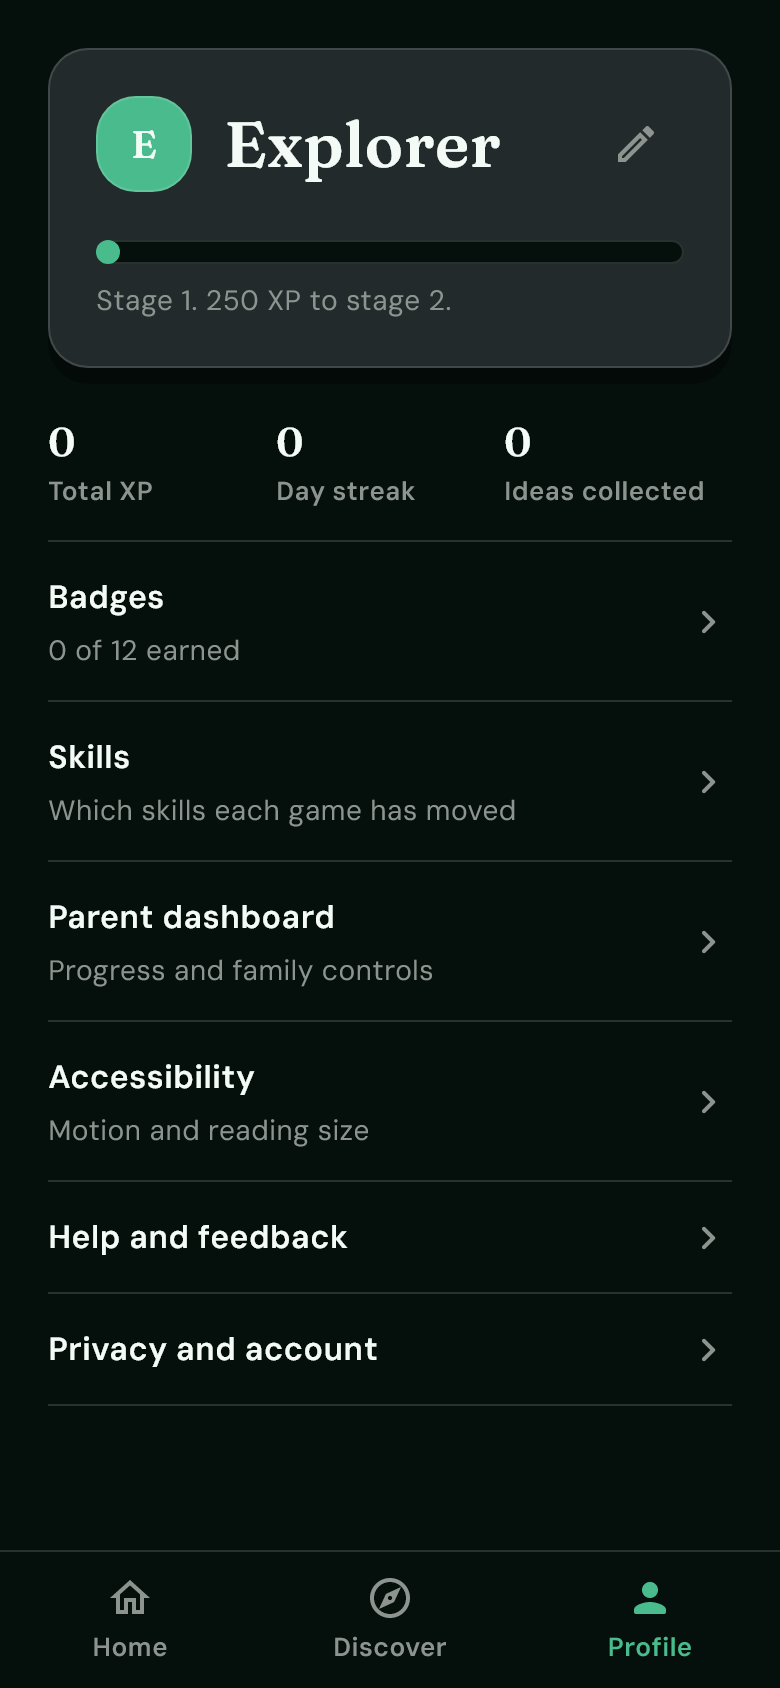 E
Explorer
Stage 1. 250 XP to stage 2.
0
Total XP
0
Day streak
0
Ideas collected
Badges
0 of 12 earned
Skills
Which skills each game has moved
Parent dashboard
Progress and family controls
Accessibility
Motion and reading size
Help and feedback
Privacy and account
Home
Discover
Profile